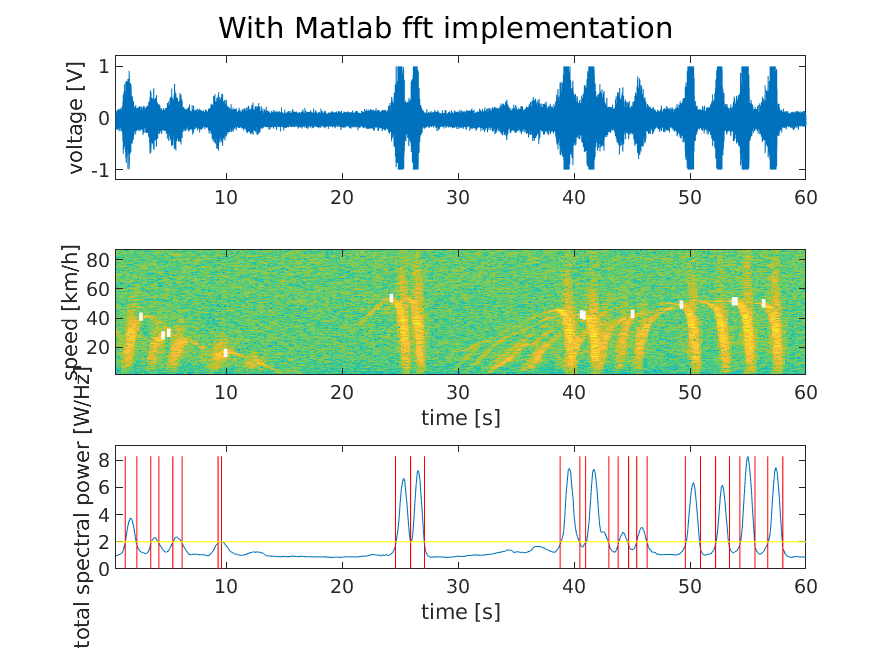 With Matlab fft implementation
voltage [V]
1
0
-1
10 20 30 40 50 60
speed [km/h]
80
60
40
20
10 20 30 40 50 60
time [s]
total spectral power [W/Hz]
8
6
4
2
0
10 20 30 40 50 60
time [s]